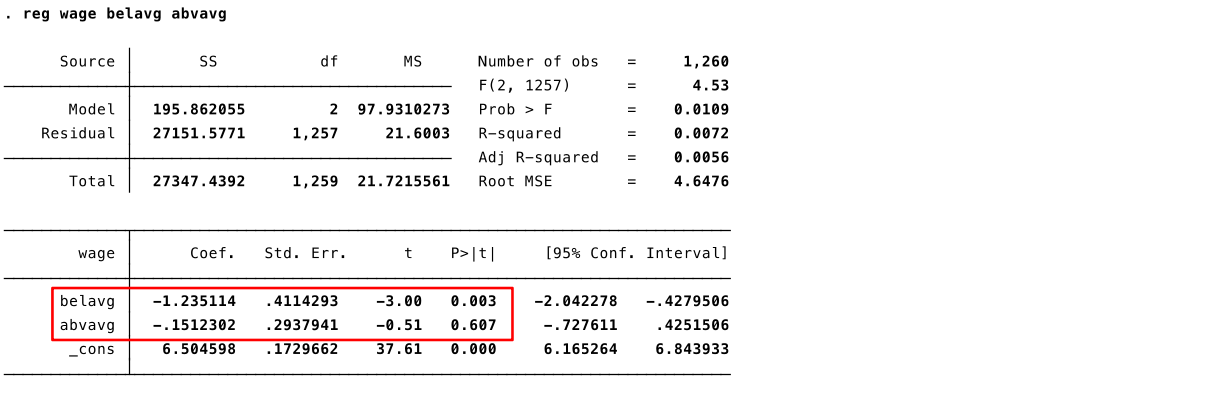 . reg wage belavg abvavg
Source SS df MS Number of obs = 1,260
F(2, 1257) = 4.53
Model 195.862055 2 97.9310273 Prob > F = 0.0109
Residual 27151.5771 1,257 21.6003 R-squared = 0.0072
Adj R-squared = 0.0056
Total 27347.4392 1,259 21.7215561 Root MSE = 4.6476
wage Coef. Std. Err. t P>|t| [95% Conf. Interval]
belavg -1.235114 .4114293 -3.00 0.003 -2.042278 -.4279506
abvavg -.1512302 .2937941 -0.51 0.607 -.727611 .4251506
_cons 6.504598 .1729662 37.61 0.000 6.165264 6.843933